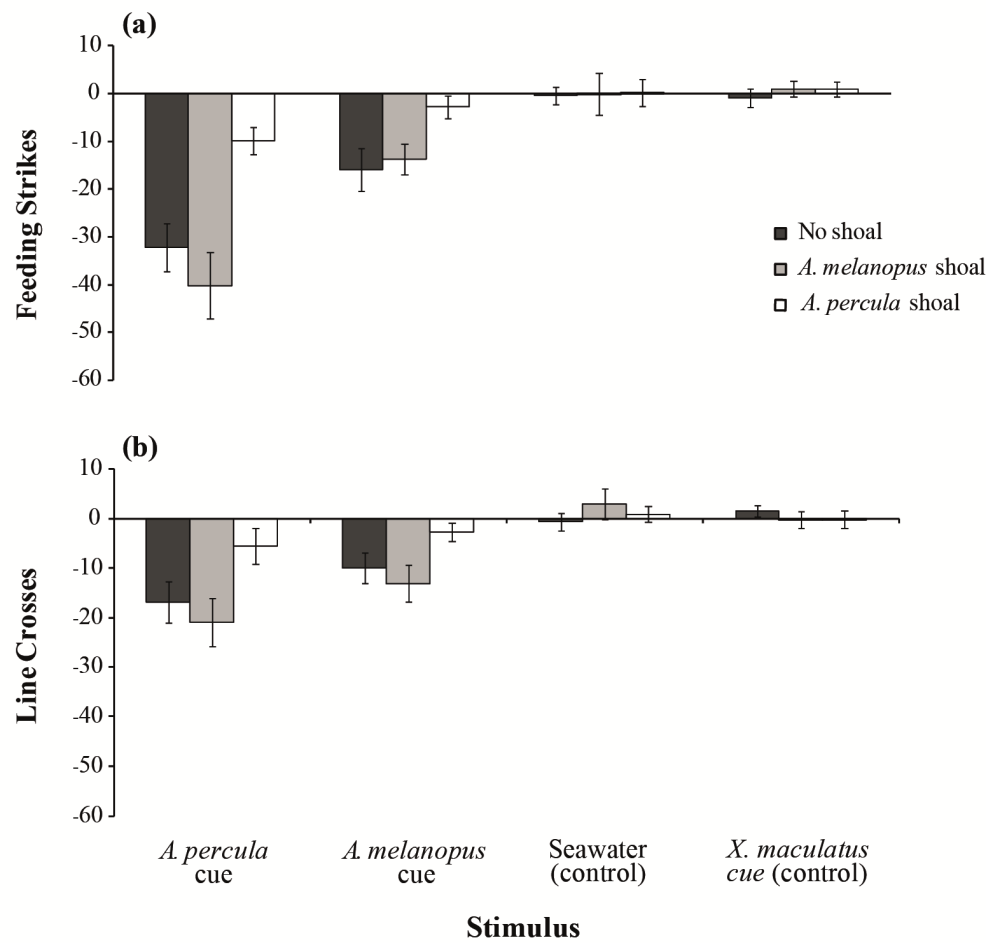 (a)
10
0
-10
-20
-30
-40
-50
-60
Feeding Strikes
No shoal
A. melanopus shoal
A. percula shoal
(b)
10
0
-10
-20
-30
-40
-50
-60
Line Crosses
A. percula
cue
A. melanopus
cue
Seawater
(control)
X. maculatus
cue (control)
Stimulus